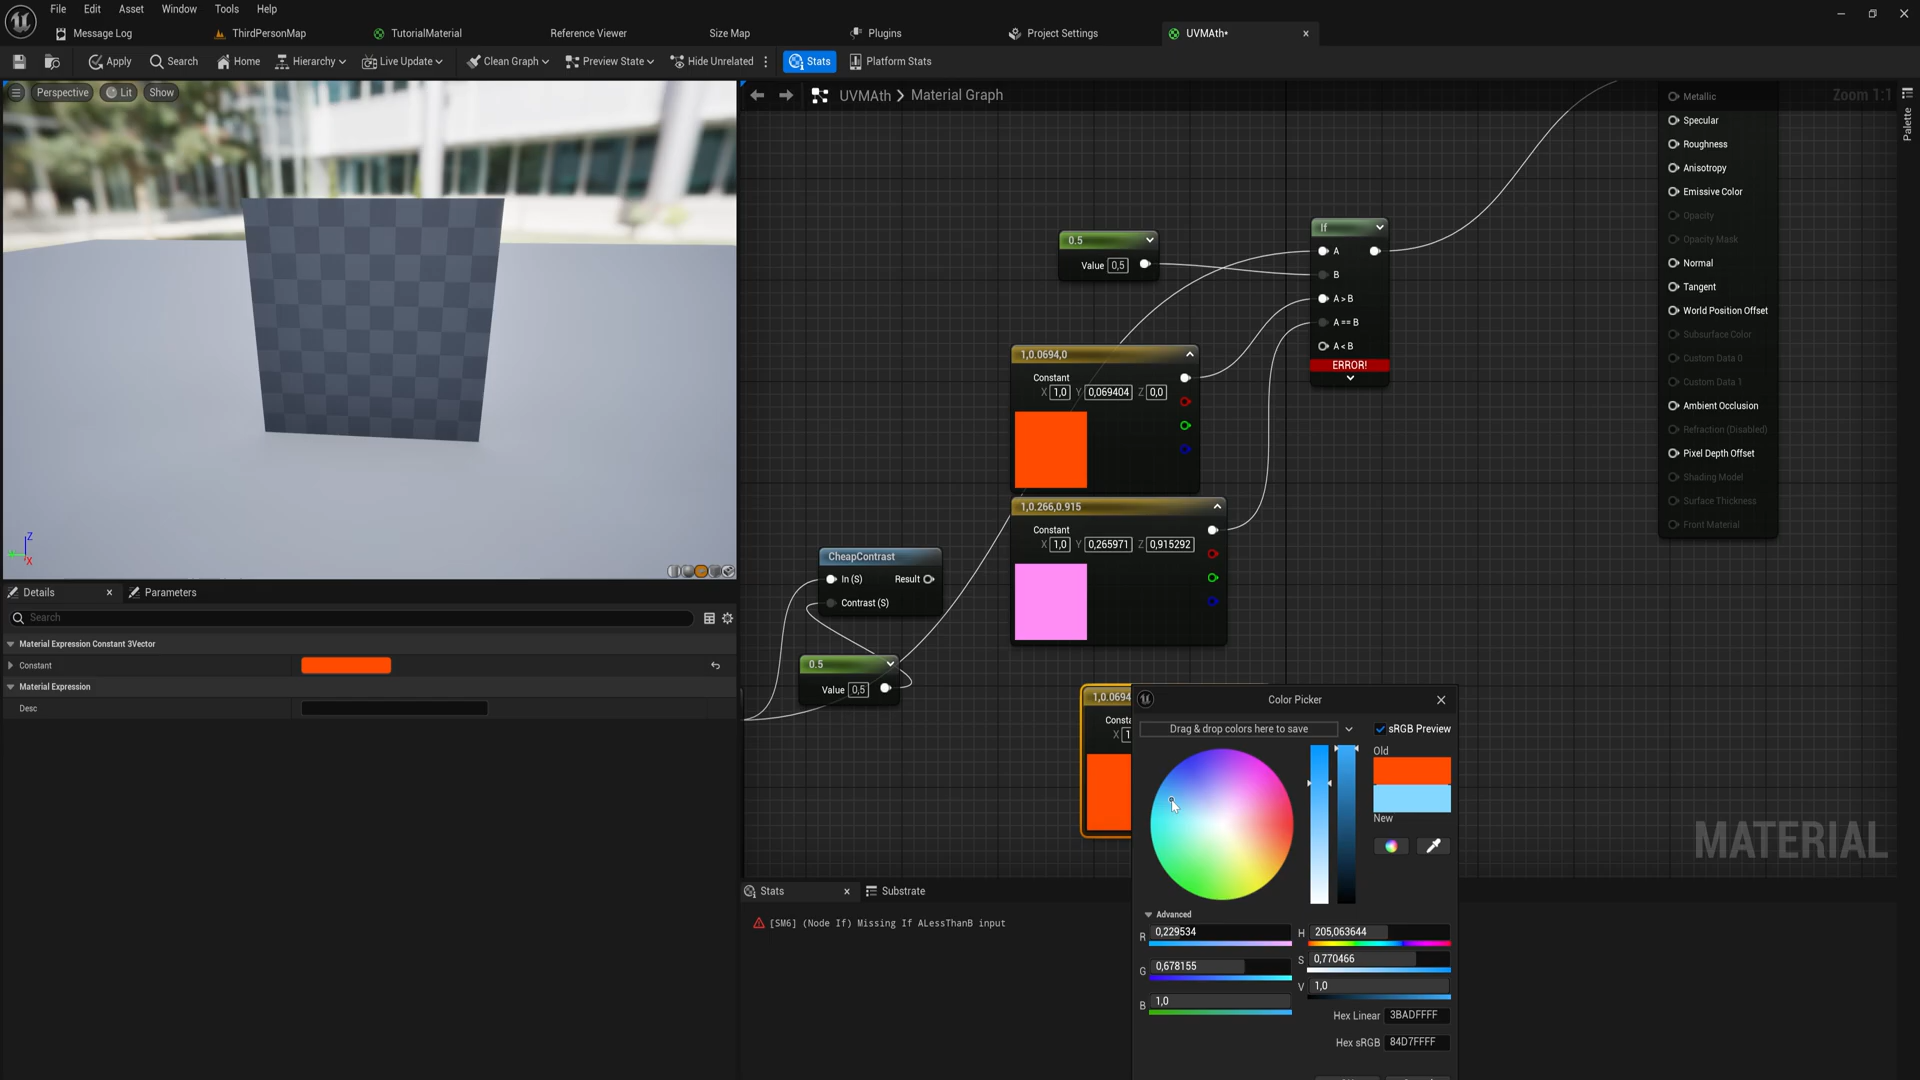 File Edit Asset Window Tools Help
Message Log ThirdPersonMap TutorialMaterial Reference Viewer Size Map Plugins Project Settings UVMAth•
Apply Search Home Hierarchy Live Update Clean Graph Preview State Hide Unrelated Stats Platform Stats
Perspective Lit Show
UVMAth Material Graph
Zoom 1:1
Palette
Metallic
Specular
Roughness
Anisotropy
Emissive Color
Opacity
Opacity Mask
Normal
Tangent
World Position Offset
Subsurface Color
Custom Data 0
Custom Data 1
Ambient Occlusion
Refraction (Disabled)
Pixel Depth Offset
Shading Model
Surface Thickness
Front Material
0.5
Value 0,5
If
A
B
A > B
A == B
A < B
ERROR!
1,0.0694,0
Constant
X 1,0 Y 0,069404 Z 0,0
1,0.266,0.915
Constant
X 1,0 Y 0,265971 Z 0,915292
CheapContrast
In (S) Result
Contrast (S)
0.5
Value 0,5
1,0.0694
Consta
X 1
Z
X
Details Parameters
Search
Material Expression Constant 3Vector
Constant
Material Expression
Desc
Color Picker
Drag & drop colors here to save
sRGB Preview
Old
New
Advanced
R 0,229534 H 205,063644
G 0,678155 S 0,770466
B 1,0 V 1,0
Hex Linear 3BADFFFF
Hex sRGB 84D7FFFF
MATERIAL
Stats Substrate
[SM6] (Node If) Missing If ALessThanB input